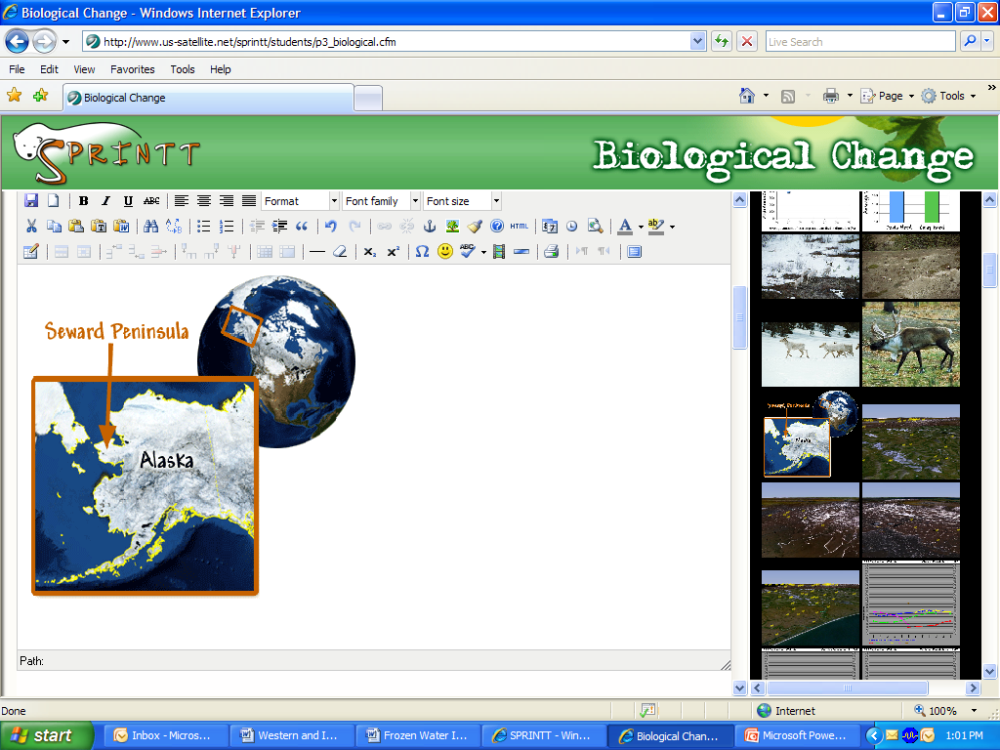 Biological Change - Windows Internet Explorer
http://www.us-satellite.net/sprintt/students/p3_biological.cfm
Live Search
File Edit View Favorites Tools Help
Biological Change
Page Tools
SPRINTT
Biological Change
B I U ABC Format Font family Font size
HTML
Seward Peninsula
Alaska
Path:
Done
Internet
100%
start
Inbox - Micros...
Western and I...
Frozen Water I...
SPRINTT - Win...
Biological Chan...
Microsoft Powe...
1:01 PM